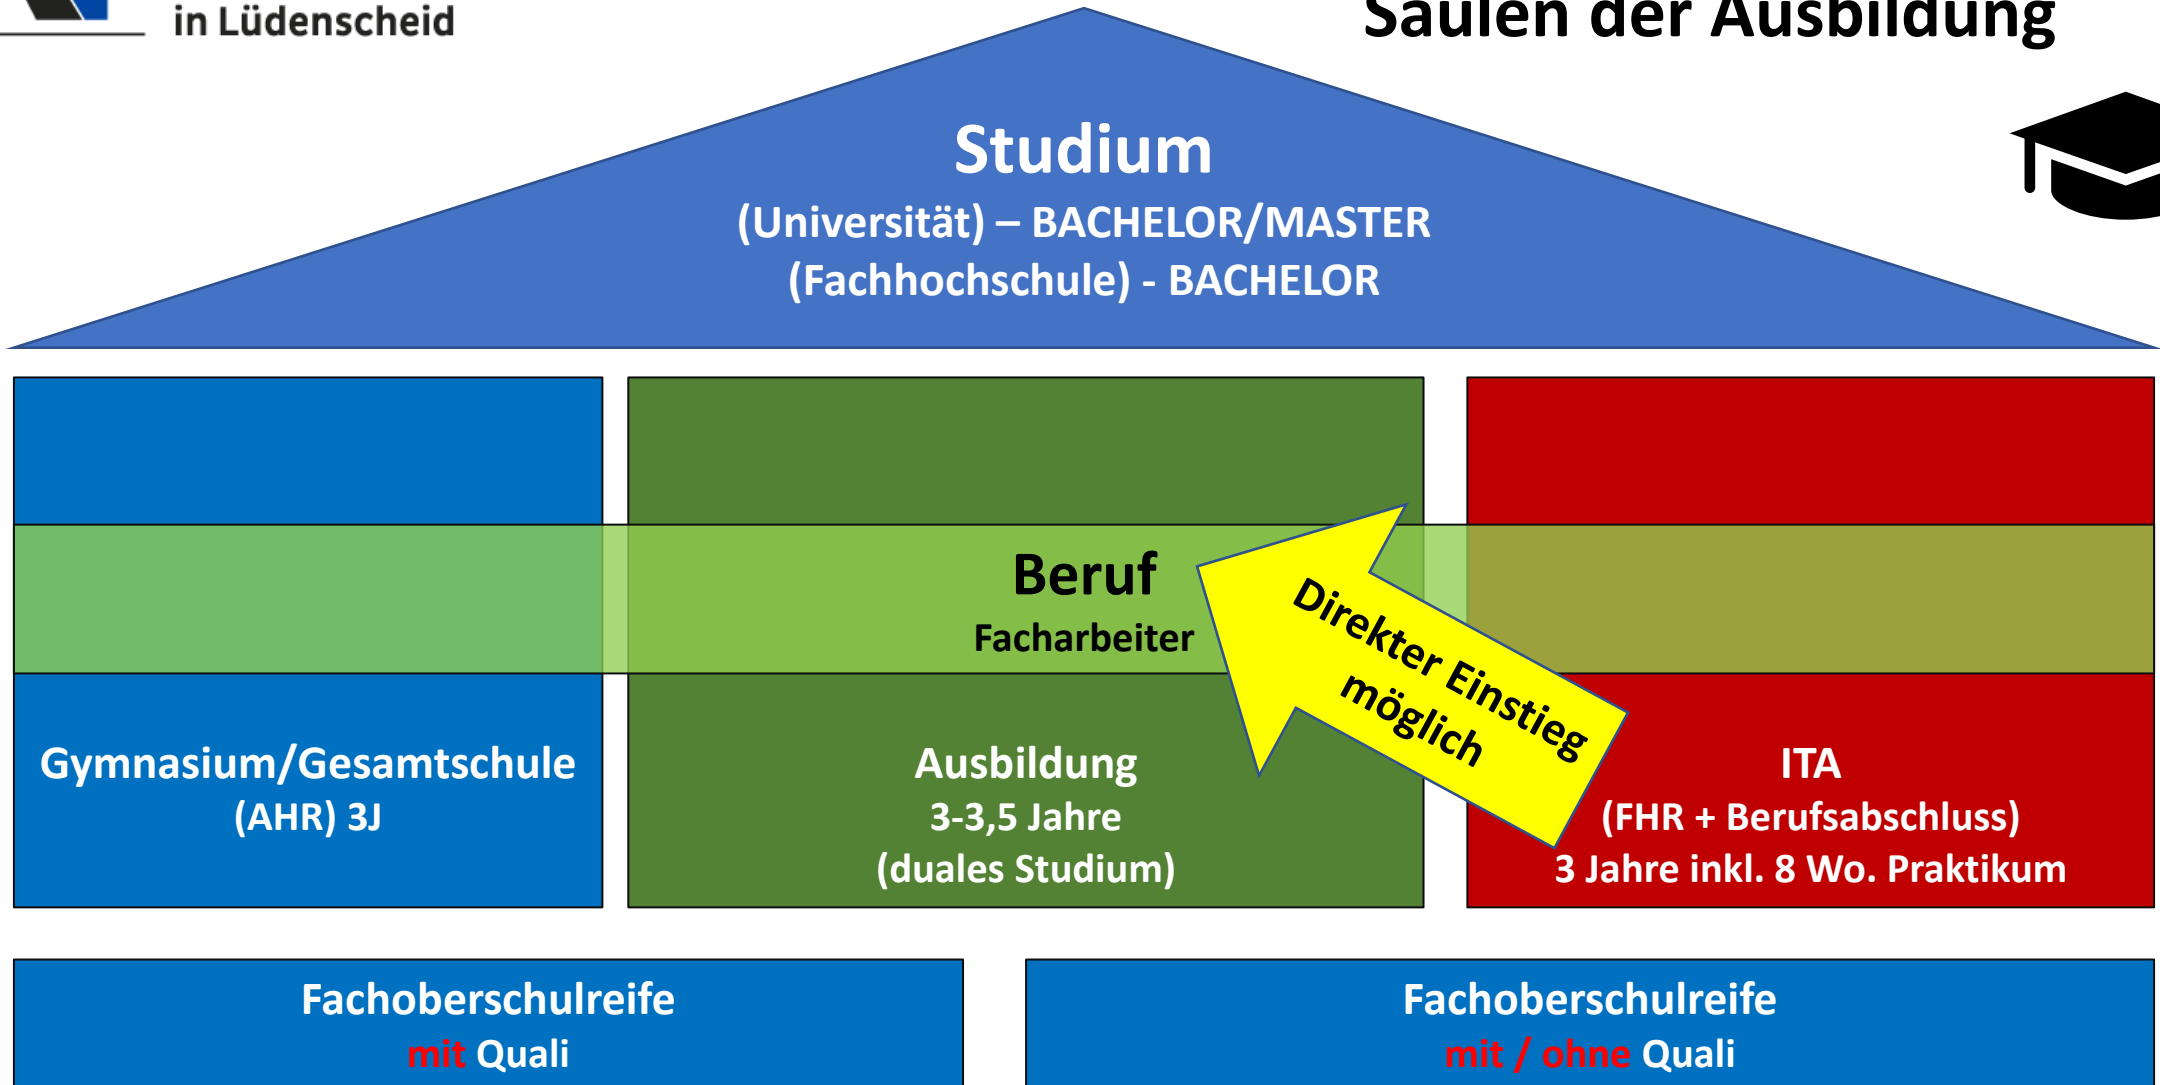 in Lüdenscheid
Säulen der Ausbildung
Studium
(Universität) – BACHELOR/MASTER
(Fachhochschule) - BACHELOR
Beruf
Facharbeiter
Direkter Einstieg
möglich
Gymnasium/Gesamtschule
(AHR) 3J
Ausbildung
3-3,5 Jahre
(duales Studium)
ITA
(FHR + Berufsabschluss)
3 Jahre inkl. 8 Wo. Praktikum
Fachoberschulreife
mit Quali
Fachoberschulreife
mit / ohne Quali